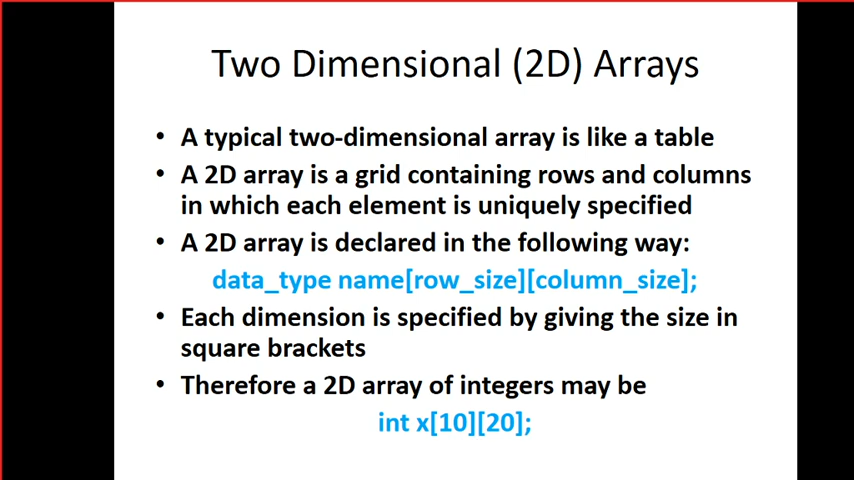 Two Dimensional (2D) Arrays
• A typical two-dimensional array is like a table
• A 2D array is a grid containing rows and columns
in which each element is uniquely specified
• A 2D array is declared in the following way:
data_type name[row_size][column_size];
• Each dimension is specified by giving the size in
square brackets
• Therefore a 2D array of integers may be
int x[10][20];